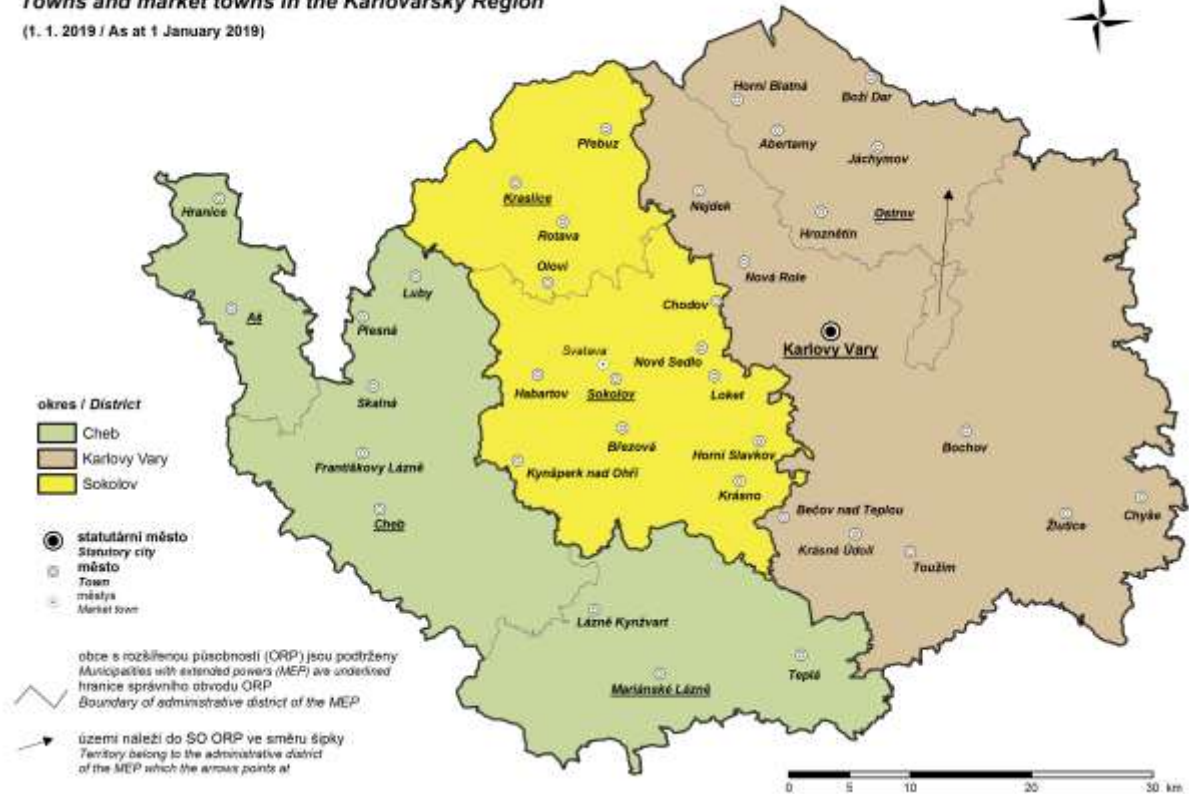 Towns and market towns in the Karlovarský Region
(1. 1. 2019 / As at 1 January 2019)
Horní Blatná
Boží Dar
Přebuz
Abertamy
Jáchymov
Kraslice
Hranice
Nejdek
Ostrov
Hroznětín
Rotava
Oloví
Nová Role
Luby
Chodov
Aš
Plesná
Karlovy Vary
Svatava
Nové Sedlo
Skalná
Habartov
Sokolov
Loket
okres / District
Cheb
Karlovy Vary
Sokolov
Březová
Bochov
Horní Slavkov
Františkovy Lázně
Kynšperk nad Ohří
Krásno
Cheb
Bečov nad Teplou
Chyše
Žlutice
Krásné Údolí
Toužim
statutární město
Statutory city
město
Town
městys
Market town
Lázně Kynžvart
obce s rozšířenou působností (ORP) jsou podtrženy
Municipalities with extended powers (MEP) are underlined
hranice správního obvodu ORP
Boundary of administrative district of the MEP
Teplá
Mariánské Lázně
území náleží do SO ORP ve směru šipky
Territory belong to the administrative district
of the MEP which the arrows points at
0 5 10 20 30 km